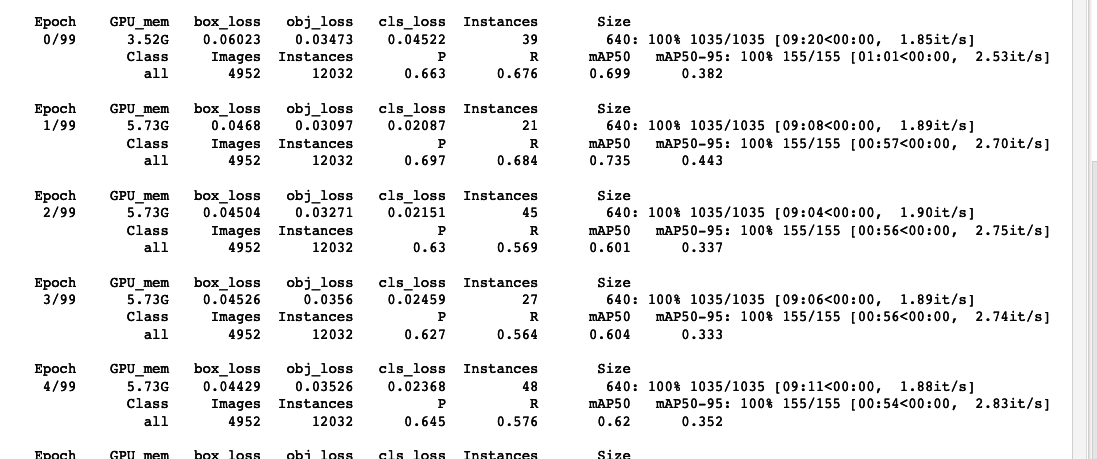 Epoch GPU_mem box_loss obj_loss cls_loss Instances Size
0/99 3.52G 0.06023 0.03473 0.04522 39 640: 100% 1035/1035 [09:20<00:00, 1.85it/s]
Class Images Instances P R mAP50 mAP50-95: 100% 155/155 [01:01<00:00, 2.53it/s]
all 4952 12032 0.663 0.676 0.699 0.382
Epoch GPU_mem box_loss obj_loss cls_loss Instances Size
1/99 5.73G 0.0468 0.03097 0.02087 21 640: 100% 1035/1035 [09:08<00:00, 1.89it/s]
Class Images Instances P R mAP50 mAP50-95: 100% 155/155 [00:57<00:00, 2.70it/s]
all 4952 12032 0.697 0.684 0.735 0.443
Epoch GPU_mem box_loss obj_loss cls_loss Instances Size
2/99 5.73G 0.04504 0.03271 0.02151 45 640: 100% 1035/1035 [09:04<00:00, 1.90it/s]
Class Images Instances P R mAP50 mAP50-95: 100% 155/155 [00:56<00:00, 2.75it/s]
all 4952 12032 0.63 0.569 0.601 0.337
Epoch GPU_mem box_loss obj_loss cls_loss Instances Size
3/99 5.73G 0.04526 0.0356 0.02459 27 640: 100% 1035/1035 [09:06<00:00, 1.89it/s]
Class Images Instances P R mAP50 mAP50-95: 100% 155/155 [00:56<00:00, 2.74it/s]
all 4952 12032 0.627 0.564 0.604 0.333
Epoch GPU_mem box_loss obj_loss cls_loss Instances Size
4/99 5.73G 0.04429 0.03526 0.02368 48 640: 100% 1035/1035 [09:11<00:00, 1.88it/s]
Class Images Instances P R mAP50 mAP50-95: 100% 155/155 [00:54<00:00, 2.83it/s]
all 4952 12032 0.645 0.576 0.62 0.352
Epoch GPU_mem box_loss obj_loss cls_loss Instances Size